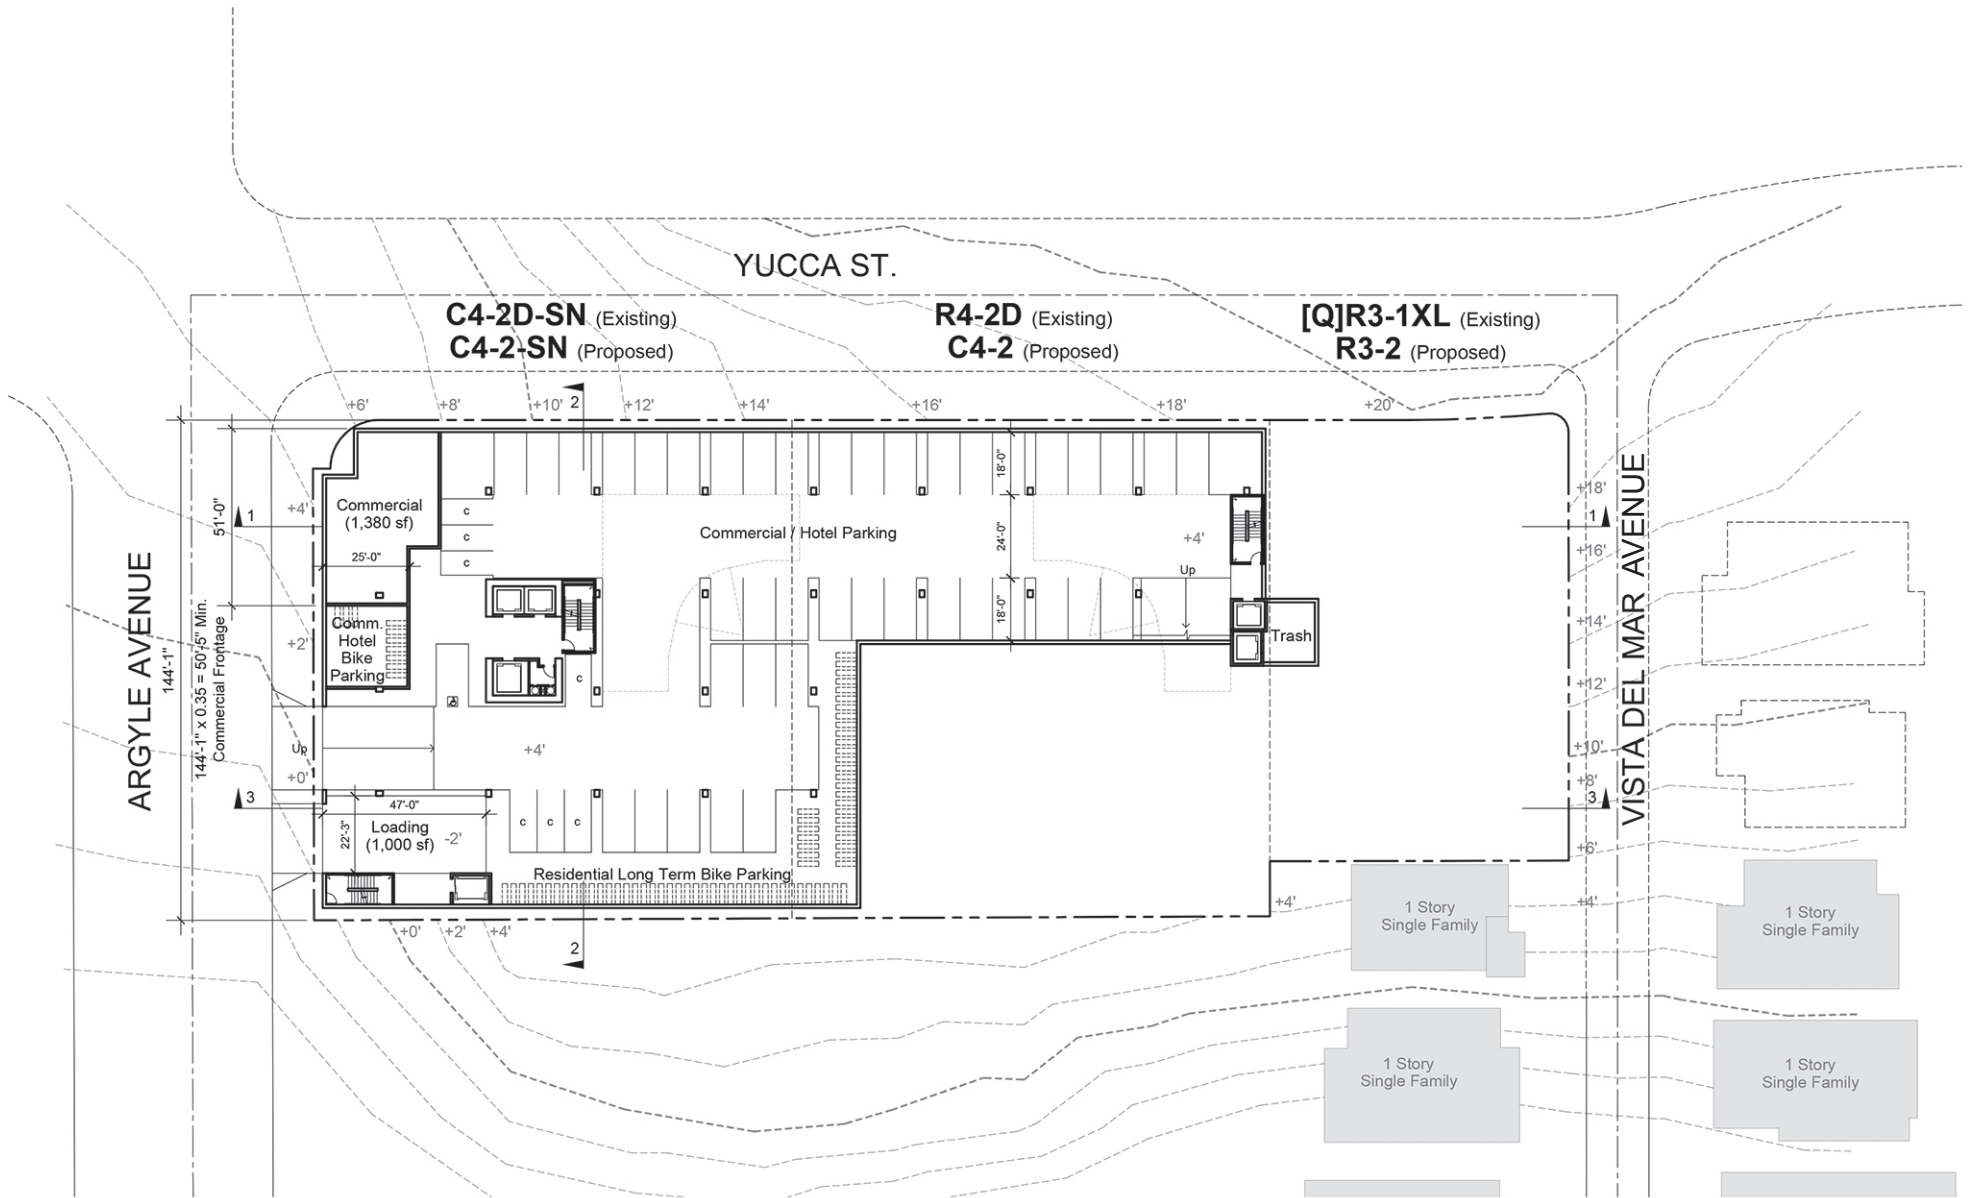 YUCCA ST.
C4-2D-SN (Existing)
C4-2-SN (Proposed)
R4-2D (Existing)
C4-2 (Proposed)
[Q]R3-1XL (Existing)
R3-2 (Proposed)
+6'
+8'
+10'
2
+12'
+14'
+16'
+18'
+20'
ARGYLE AVENUE
144'-1"
144'-1" x 0.35 = 50'-5" Min.
Commercial Frontage
51'-0"
1
+4'
+2'
Up
+0'
3
Commercial
(1,380 sf)
25'-0"
Comm.
Hotel
Bike
Parking
c
c
c
c
Commercial / Hotel Parking
18'-0"
24'-0"
18'-0"
+4'
Up
Trash
+4'
47'-0"
22'-3"
Loading
(1,000 sf)
-2'
c
c
c
Residential Long Term Bike Parking
+0'
+2'
+4'
2
+4'
VISTA DEL MAR AVENUE
+18'
1
+16'
+14'
+12'
+10'
+8'
3
+6'
+4'
1 Story
Single Family
1 Story
Single Family
1 Story
Single Family
1 Story
Single Family